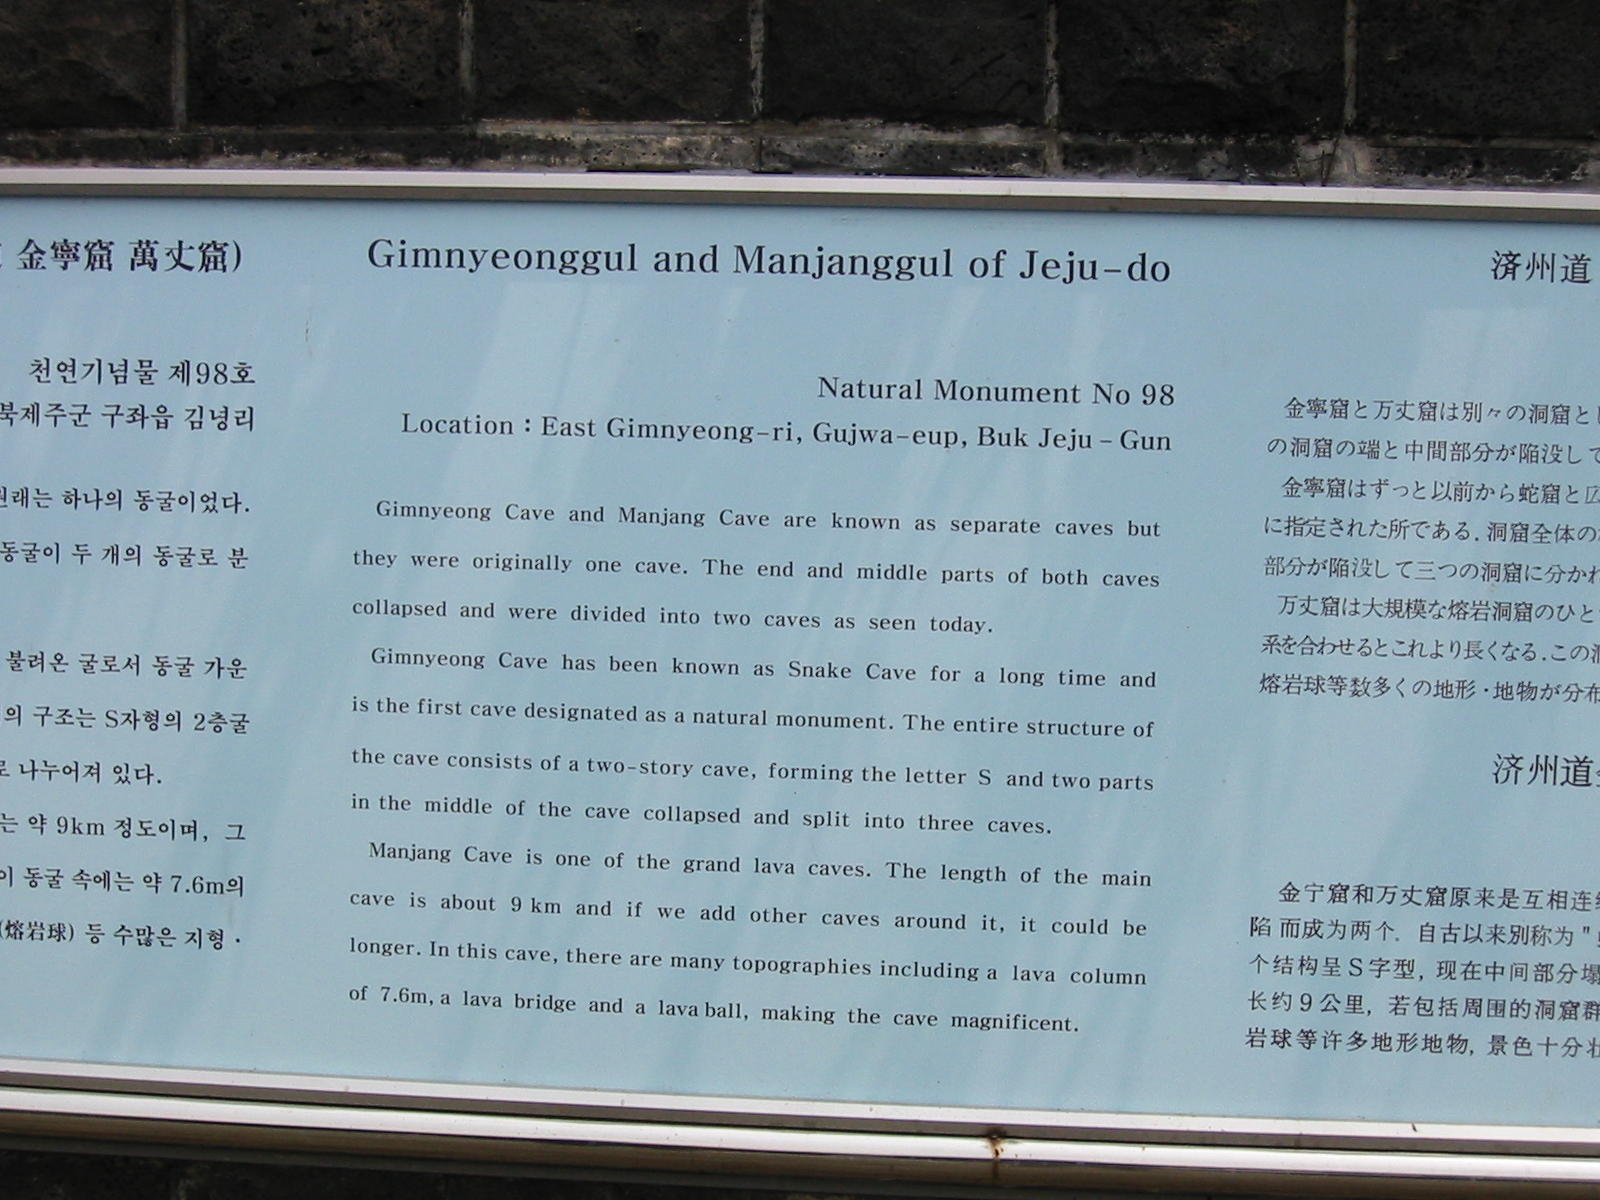 金寧窟 萬丈窟)
천연기념물 제98호
북제주군 구좌읍 김녕리
원래는 하나의 동굴이었다.
동굴이 두 개의 동굴로 분
불려온 굴로서 동굴 가운
의 구조는 S자형의 2층굴
로 나누어져 있다.
는 약 9km 정도이며, 그
이 동굴 속에는 약 7.6m의
(熔岩球) 등 수많은 지형 ·
Gimnyeonggul and Manjanggul of Jeju-do
Natural Monument No 98
Location : East Gimnyeong-ri, Gujwa-eup, Buk Jeju - Gun
Gimnyeong Cave and Manjang Cave are known as separate caves but
they were originally one cave. The end and middle parts of both caves
collapsed and were divided into two caves as seen today.
Gimnyeong Cave has been known as Snake Cave for a long time and
is the first cave designated as a natural monument. The entire structure of
the cave consists of a two-story cave, forming the letter S and two parts
in the middle of the cave collapsed and split into three caves.
Manjang Cave is one of the grand lava caves. The length of the main
cave is about 9 km and if we add other caves around it, it could be
longer. In this cave, there are many topographies including a lava column
of 7.6m, a lava bridge and a lava ball, making the cave magnificent.
済州道
金寧窟と万丈窟は別々の洞窟とし
の洞窟の端と中間部分が陥没して
金寧窟はずっと以前から蛇窟と
に指定された所である. 洞窟全体の
部分が陥没して三つの洞窟に分かれ
万丈窟は大規模な熔岩洞窟のひと
系を合わせるとこれより長くなる. この
熔岩球等数多くの地形・地物が分布
済州道
金宁窟和万丈窟原来是互相连
陷而成为两个. 自古以来别称为 "
个结构呈S字型, 现在中间部分塌
长约9公里, 若包括周围的洞窟群
岩球等许多地形地物, 景色十分壮